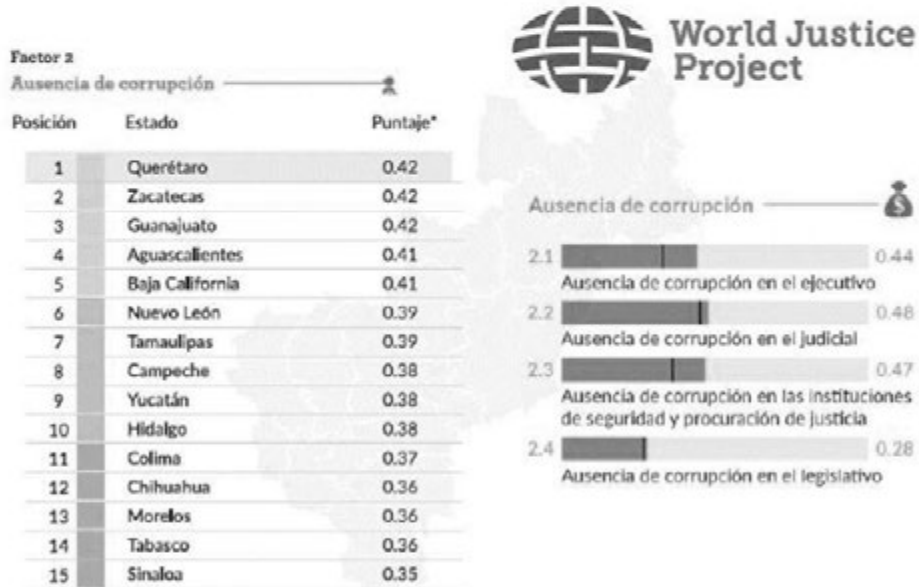 Factor 2
Ausencia de corrupción
Posición Estado Puntaje*
1 Querétaro 0.42
2 Zacatecas 0.42
3 Guanajuato 0.42
4 Aguascalientes 0.41
5 Baja California 0.41
6 Nuevo León 0.39
7 Tamaulipas 0.39
8 Campeche 0.38
9 Yucatán 0.38
10 Hidalgo 0.38
11 Colima 0.37
12 Chihuahua 0.36
13 Morelos 0.36
14 Tabasco 0.36
15 Sinaloa 0.35
World Justice
Project
Ausencia de corrupción
$
2.1 0.44
Ausencia de corrupción en el ejecutivo
2.2 0.48
Ausencia de corrupción en el judicial
2.3 0.47
Ausencia de corrupción en las instituciones
de seguridad y procuración de justicia
2.4 0.28
Ausencia de corrupción en el legislativo